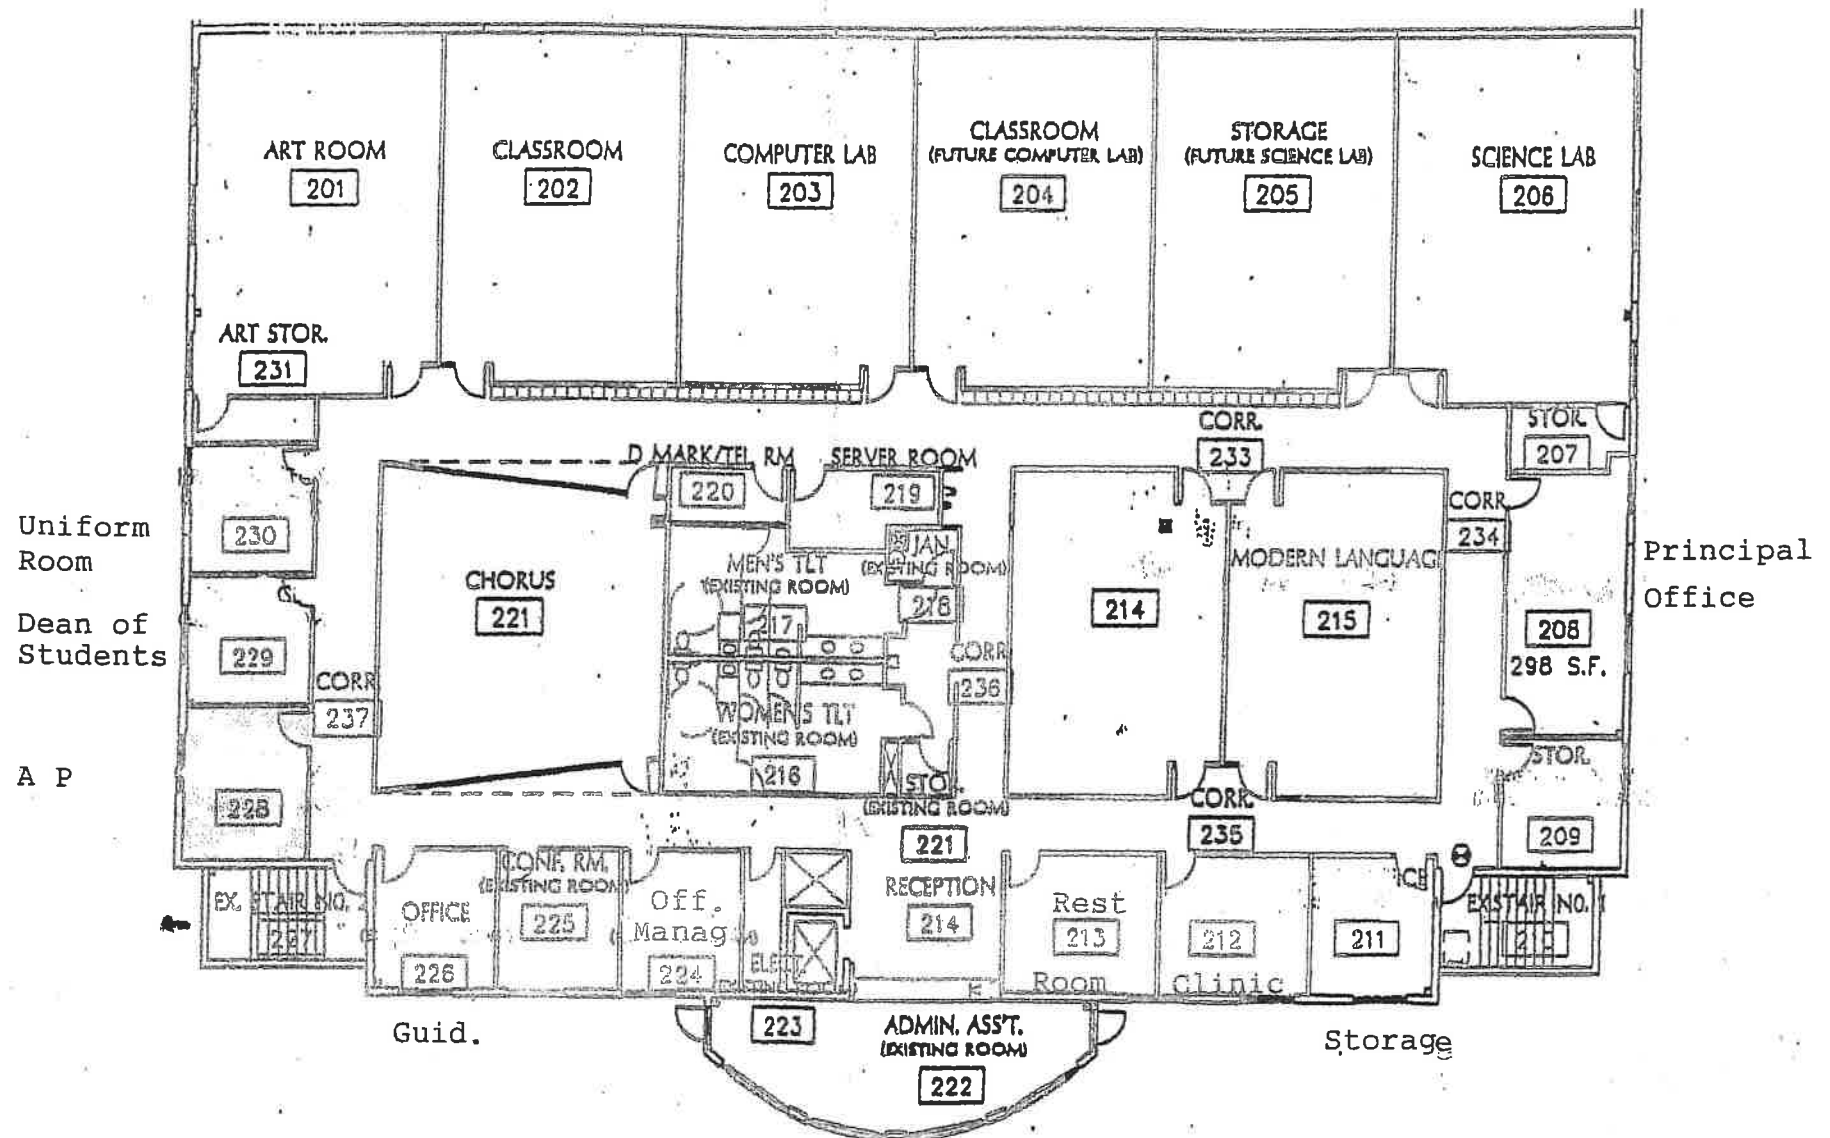 ART ROOM
201
CLASSROOM
202
COMPUTER LAB
203
CLASSROOM
(FUTURE COMPUTER LAB)
204
STORAGE
(FUTURE SCIENCE LAB)
205
SCIENCE LAB
206
ART STOR.
231
CORR.
233
STOR.
207
D MARK/TEL RM
220
SERVER ROOM
219
CORR
234
Uniform
Room
230
JAN
(EXISTING ROOM)
218
MEN'S TLT
(EXISTING ROOM)
217
MODERN LANGUAG
215
214
Principal
Office
208
298 S.F.
CHORUS
221
Dean of
Students
229
CORR
237
CORR
236
WOMEN'S TLT
(EXISTING ROOM)
216
STO
(EXISTING ROOM)
221
STOR.
209
A P
228
CORR.
235
EX. STAIR NO. 2
227
OFFICE
226
CONF. RM.
(EXISTING ROOM)
225
Off.
Manag
224
ELECT.
RECEPTION
214
Rest
213
Room
212
Clinic
211
EX STAIR NO. 1
Guid.
223
ADMIN. ASS'T.
(EXISTING ROOM)
222
Storage